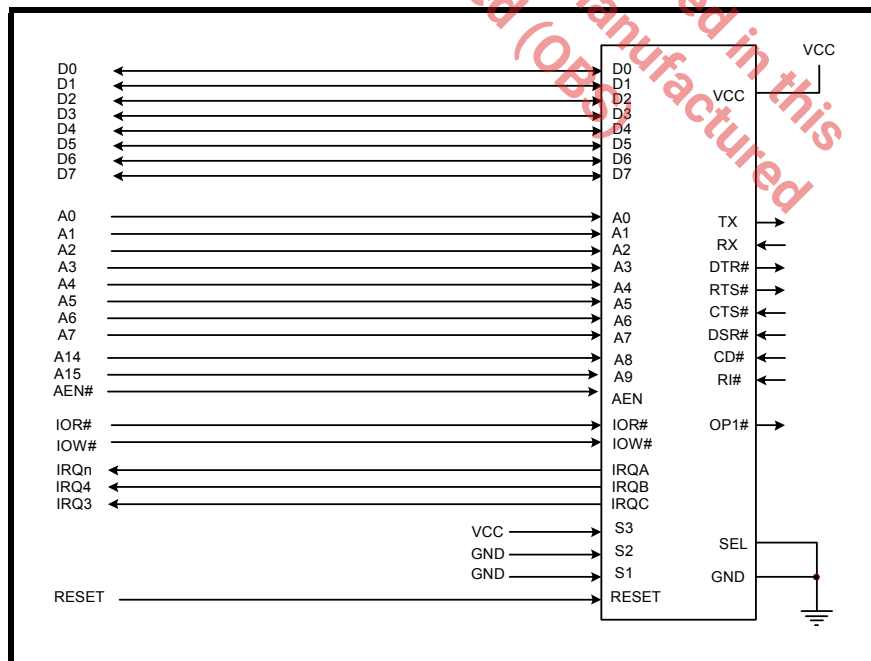 ed in this
anufactured
ed (OBS)
VCC
D0 D0
D1 D1
VCC
D2 D2
D3 D3
D4 D4
D5 D5
D6 D6
D7 D7
A0 A0 TX
A1 A1
A2 A2 RX
A3 A3 DTR#
A4 A4 RTS#
A5 A5
A6 A6 CTS#
A7 A7 DSR#
A14 A8 CD#
A15 A9 RI#
AEN# AEN
IOR# IOR# OP1#
IOW# IOW#
IRQn IRQA
IRQ4 IRQB
IRQ3 IRQC
VCC S3
GND S2 SEL
GND S1 GND
RESET RESET